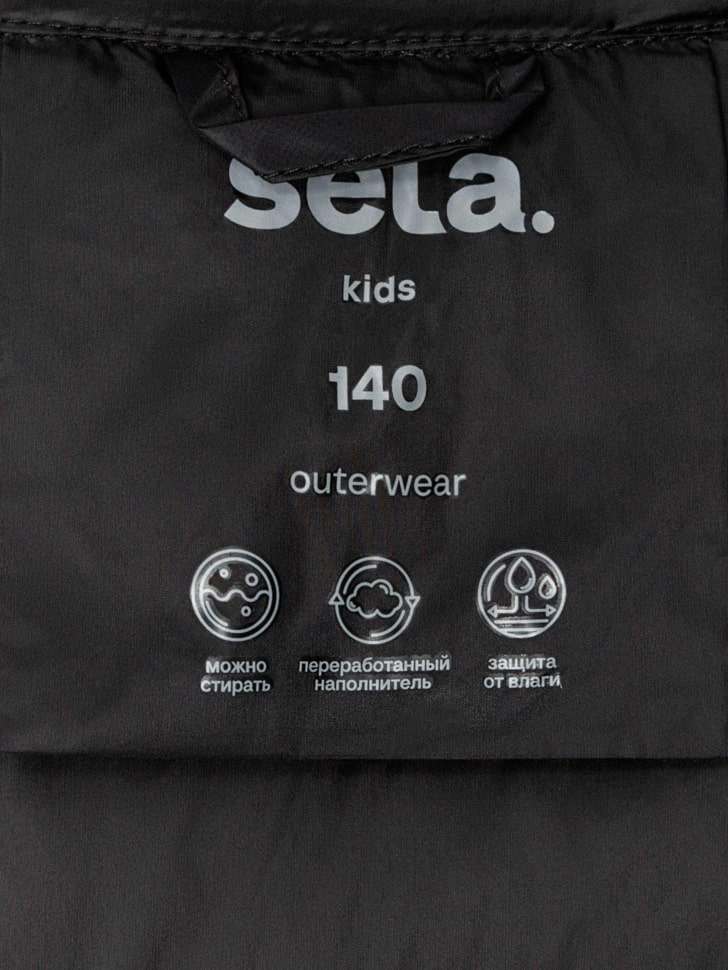 sela.
kids
140
outerwear
можно
стирать
переработанный
наполнитель
защита
от влаги